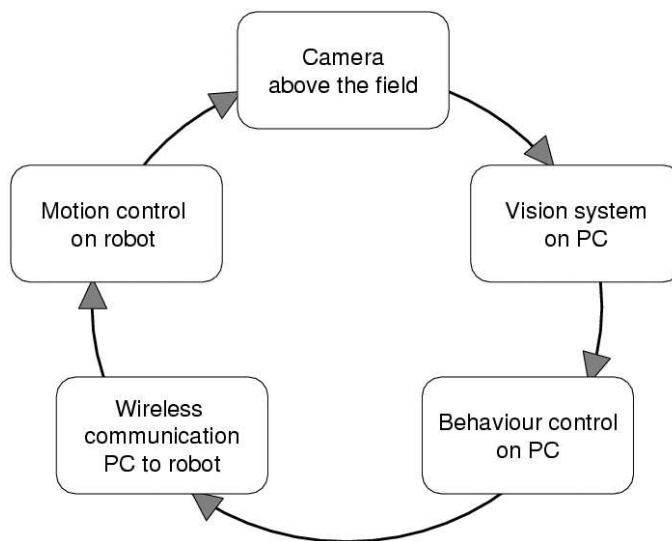 Camera
above the field
Vision system
on PC
Behaviour control
on PC
Wireless
communication
PC to robot
Motion control
on robot